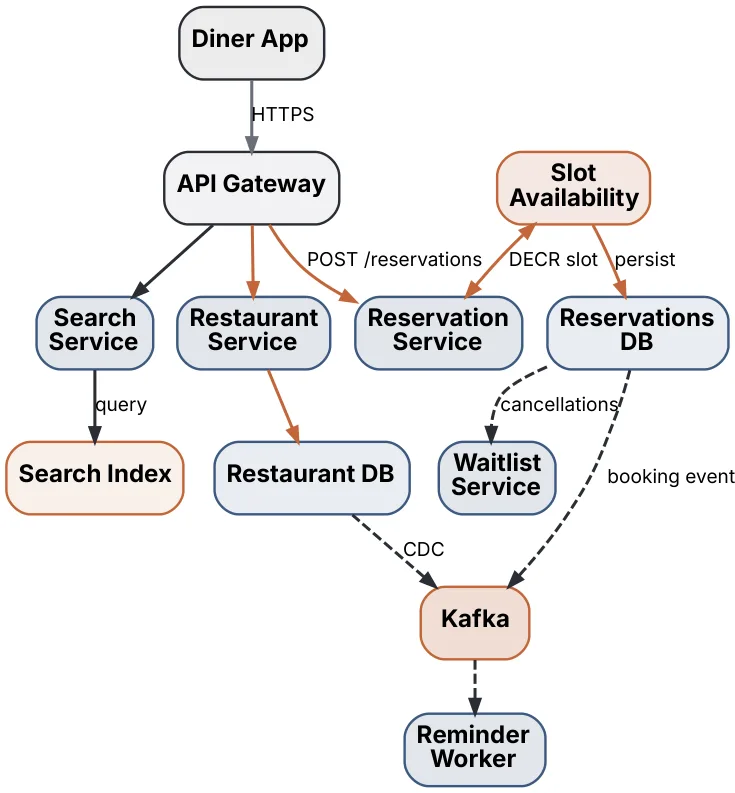 Diner App
HTTPS
API Gateway
Slot
Availability
POST /reservations
DECR slot
persist
Search
Service
Restaurant
Service
Reservation
Service
Reservations
DB
query
cancellations
Search Index
Restaurant DB
Waitlist
Service
booking event
CDC
Kafka
Reminder
Worker